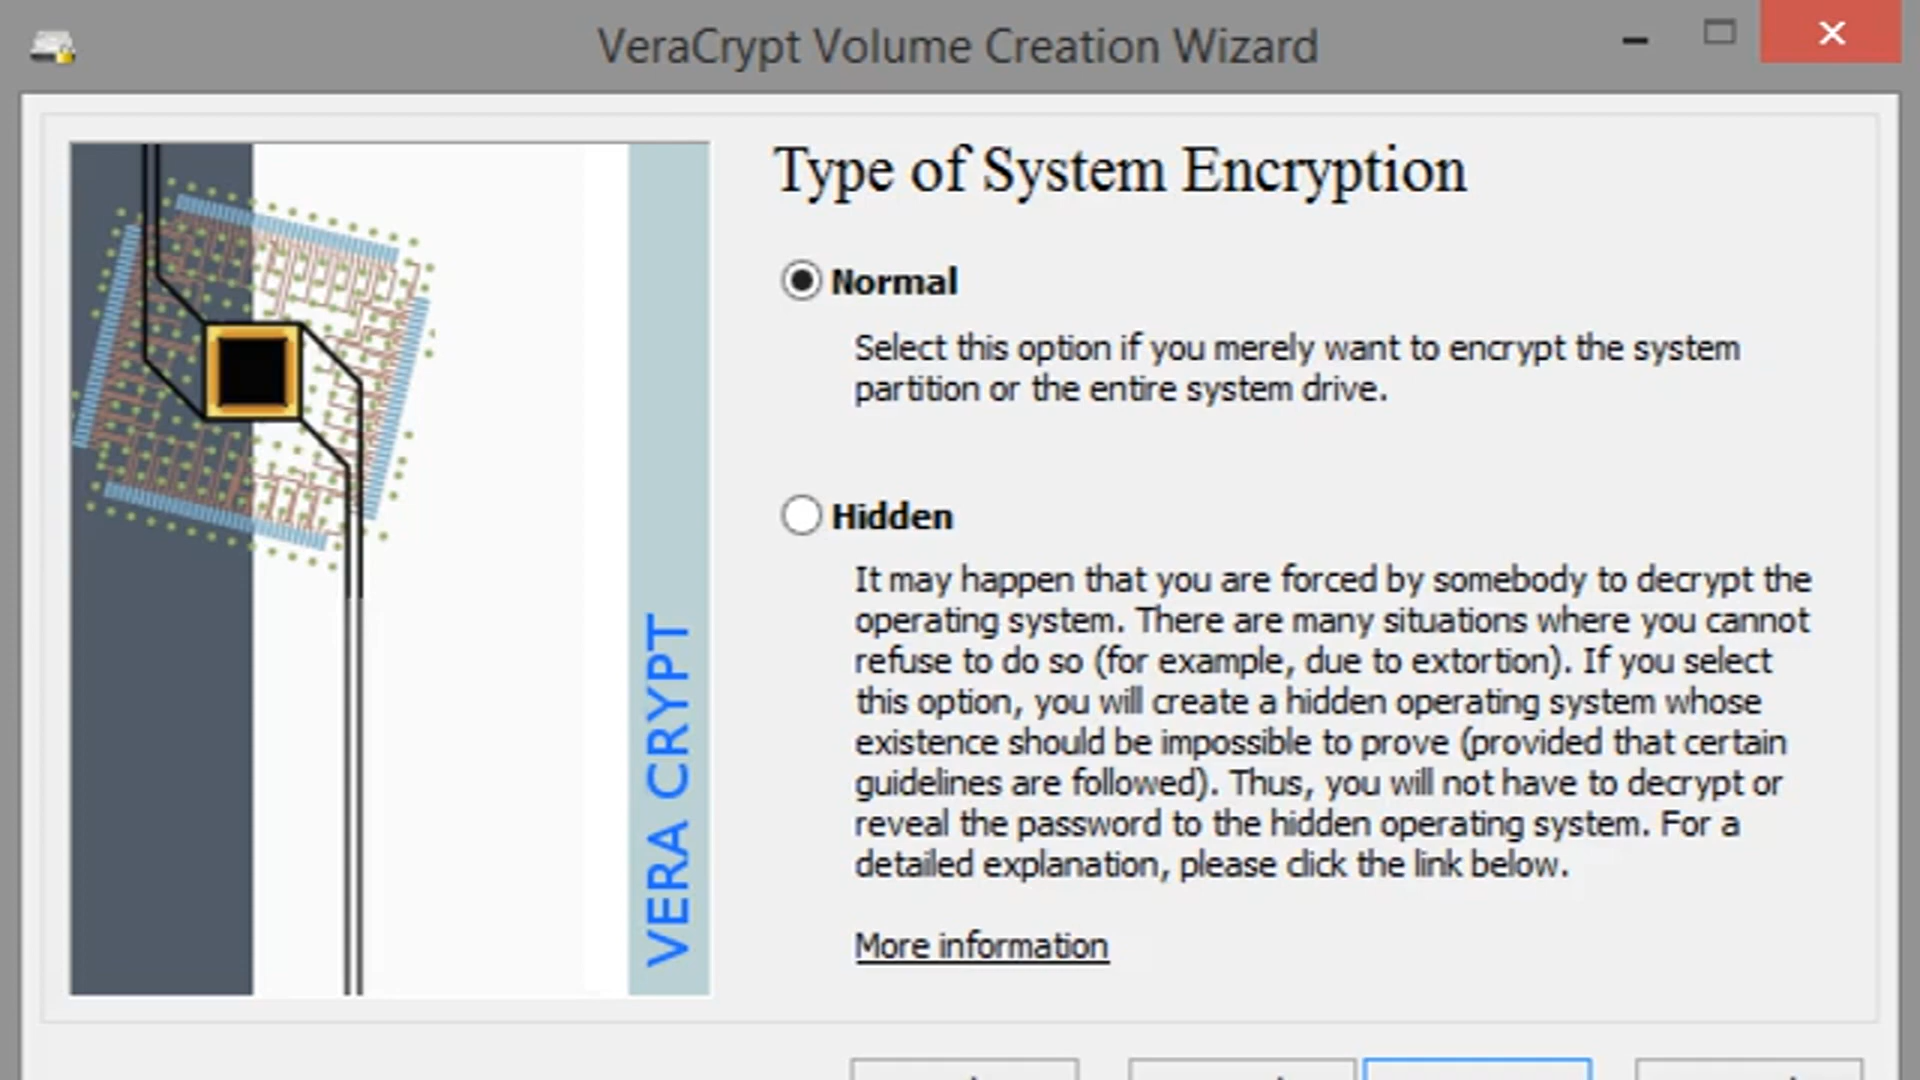 VeraCrypt Volume Creation Wizard
Type of System Encryption
Normal
Select this option if you merely want to encrypt the system
partition or the entire system drive.
Hidden
It may happen that you are forced by somebody to decrypt the
operating system. There are many situations where you cannot
refuse to do so (for example, due to extortion). If you select
this option, you will create a hidden operating system whose
existence should be impossible to prove (provided that certain
guidelines are followed). Thus, you will not have to decrypt or
reveal the password to the hidden operating system. For a
detailed explanation, please click the link below.
More information
VERA CRYPT